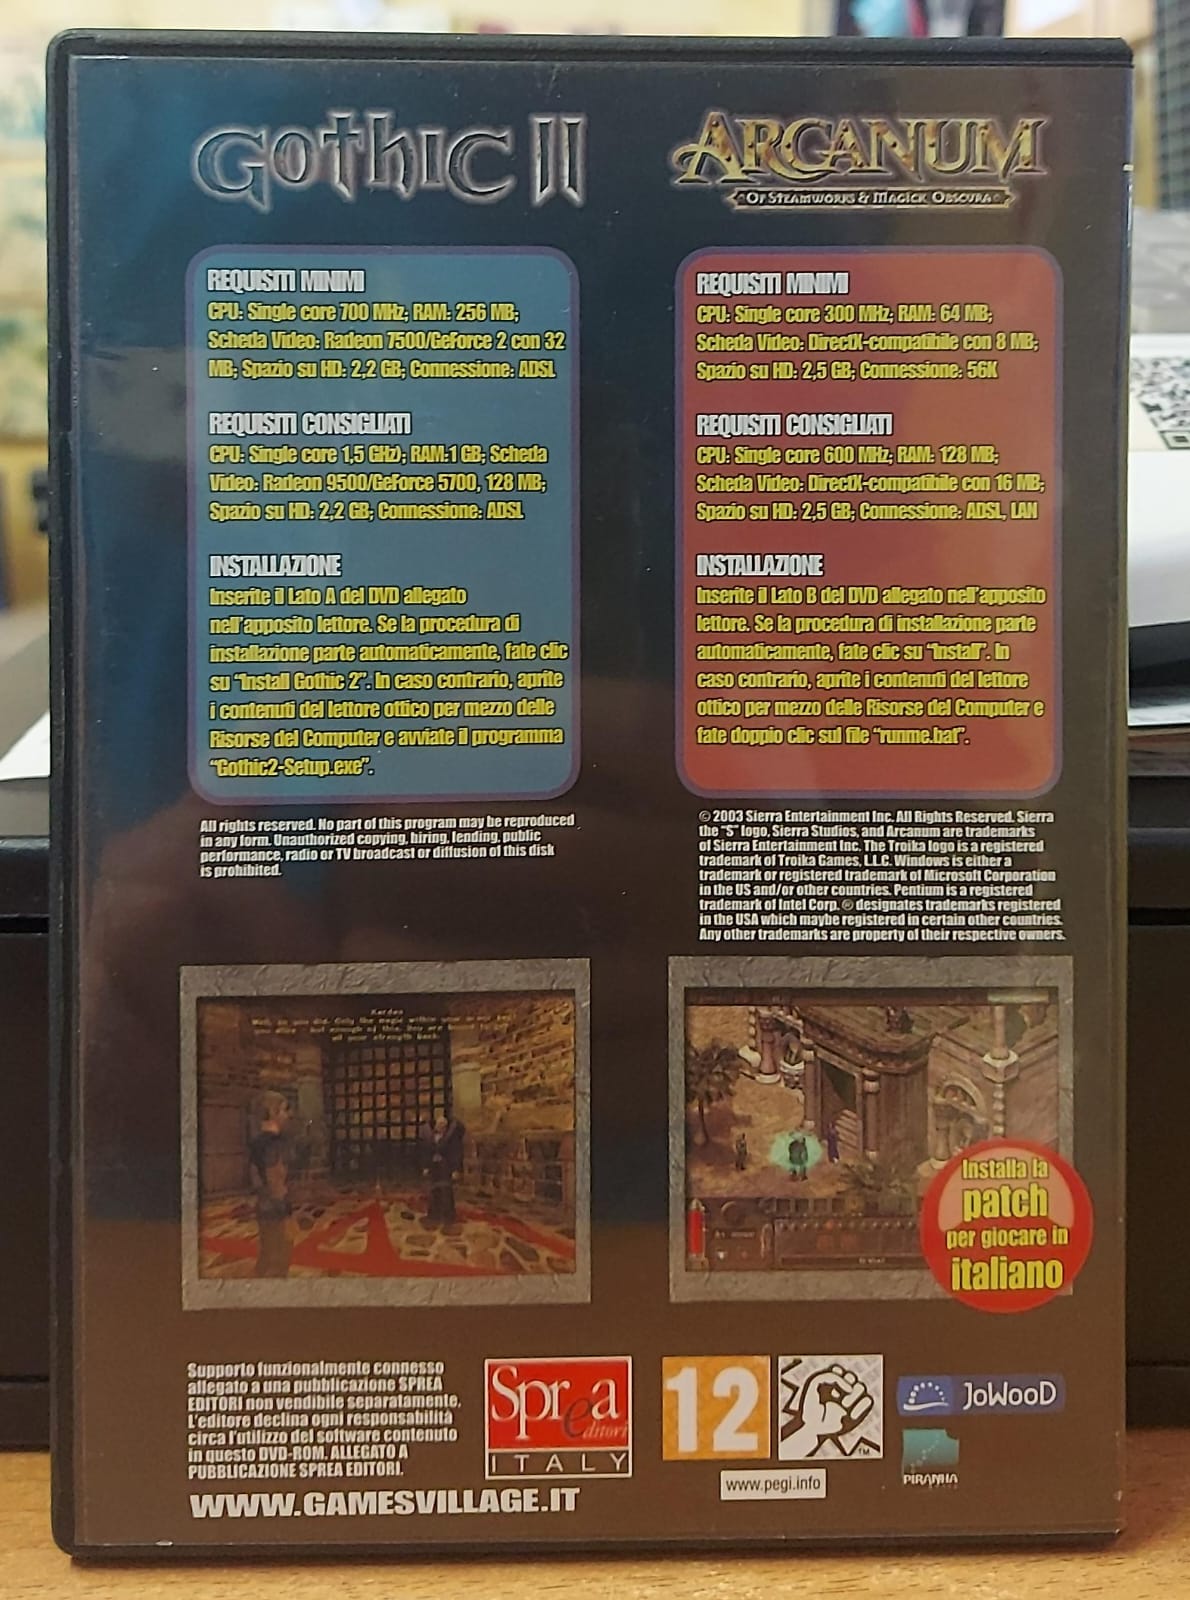 GOTHIC II
REQUISITI MINIMI
CPU: Single core 700 MHz; RAM: 256 MB;
Scheda Video: Radeon 7500/GeForce 2 con 32
MB; Spazio su HD: 2,2 GB; Connessione: ADSL
REQUISITI CONSIGLIATI
CPU: Single core 1,5 GHz); RAM:1 GB; Scheda
Video: Radeon 9500/GeForce 5700, 128 MB;
Spazio su HD: 2,2 GB; Connessione: ADSL
INSTALLAZIONE
Inserite il Lato A del DVD allegato
nell'apposito lettore. Se la procedura di
installazione parte automaticamente, fate clic
su "Install Gothic 2". In caso contrario, aprite
i contenuti del lettore ottico per mezzo delle
Risorse del Computer e avviate il programma
"Gothic2-Setup.exe".
All rights reserved. No part of this program may be reproduced
in any form. Unauthorized copying, hiring, lending, public
performance, radio or TV broadcast or diffusion of this disk
is prohibited.
ARCANUM
OF STEAMWORKS & MAGICK OBSCURA
REQUISITI MINIMI
CPU: Single core 300 MHz; RAM: 64 MB;
Scheda Video: DirectX-compatibile con 8 MB;
Spazio su HD: 2,5 GB; Connessione: 56K
REQUISITI CONSIGLIATI
CPU: Single core 600 MHz; RAM: 128 MB;
Scheda Video: DirectX-compatibile con 16 MB;
Spazio su HD: 2,5 GB; Connessione: ADSL, LAN
INSTALLAZIONE
Inserite il Lato B del DVD allegato nell'apposito
lettore. Se la procedura di installazione parte
automaticamente, fate clic su "Install". In
caso contrario, aprite i contenuti del lettore
ottico per mezzo delle Risorse del Computer e
fate doppio clic sul file "runme.bat".
© 2003 Sierra Entertainment Inc. All Rights Reserved. Sierra
the "S" logo, Sierra Studios, and Arcanum are trademarks
of Sierra Entertainment Inc. The Troika logo is a registered
trademark of Troika Games, L.L.C. Windows is either a
trademark or registered trademark of Microsoft Corporation
in the US and/or other countries. Pentium is a registered
trademark of Intel Corp. ® designates trademarks registered
in the USA which maybe registered in certain other countries.
Any other trademarks are property of their respective owners.
Xardas
all your strength back.
Installa la
patch
per giocare in
italiano
Supporto funzionalmente connesso
allegato a una pubblicazione SPREA
EDITORI non vendibile separatamente.
L'editore declina ogni responsabilità
circa l'utilizzo del software contenuto
in questo DVD-ROM. ALLEGATO A
PUBBLICAZIONE SPREA EDITORI.
WWW.GAMESVILLAGE.IT
Sprea
editori
ITALY
12
TM
www.pegi.info
JoWooD
PIRANHA